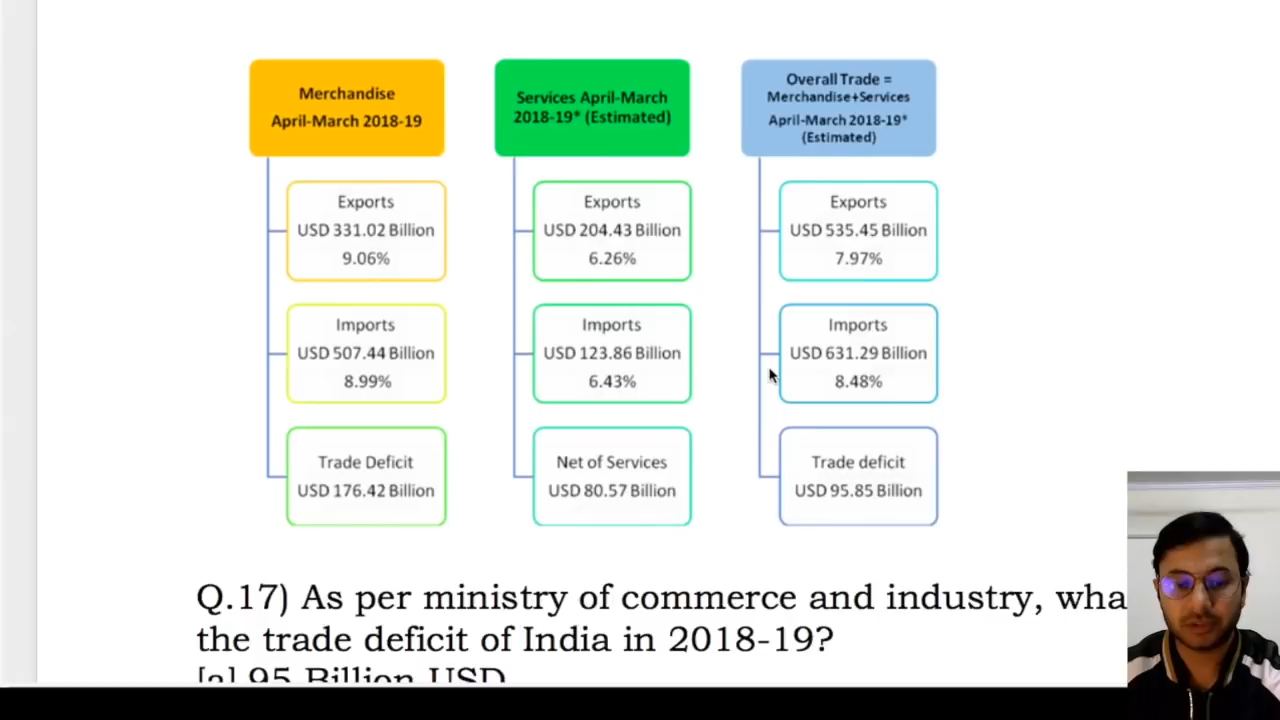 Merchandise
April-March 2018-19
Exports
USD 331.02 Billion
9.06%
Imports
USD 507.44 Billion
8.99%
Trade Deficit
USD 176.42 Billion
Services April-March
2018-19* (Estimated)
Exports
USD 204.43 Billion
6.26%
Imports
USD 123.86 Billion
6.43%
Net of Services
USD 80.57 Billion
Overall Trade =
Merchandise+Services
April-March 2018-19*
(Estimated)
Exports
USD 535.45 Billion
7.97%
Imports
USD 631.29 Billion
8.48%
Trade deficit
USD 95.85 Billion
Q.17) As per ministry of commerce and industry, wha
the trade deficit of India in 2018-19?
[a] 95 Billion USD